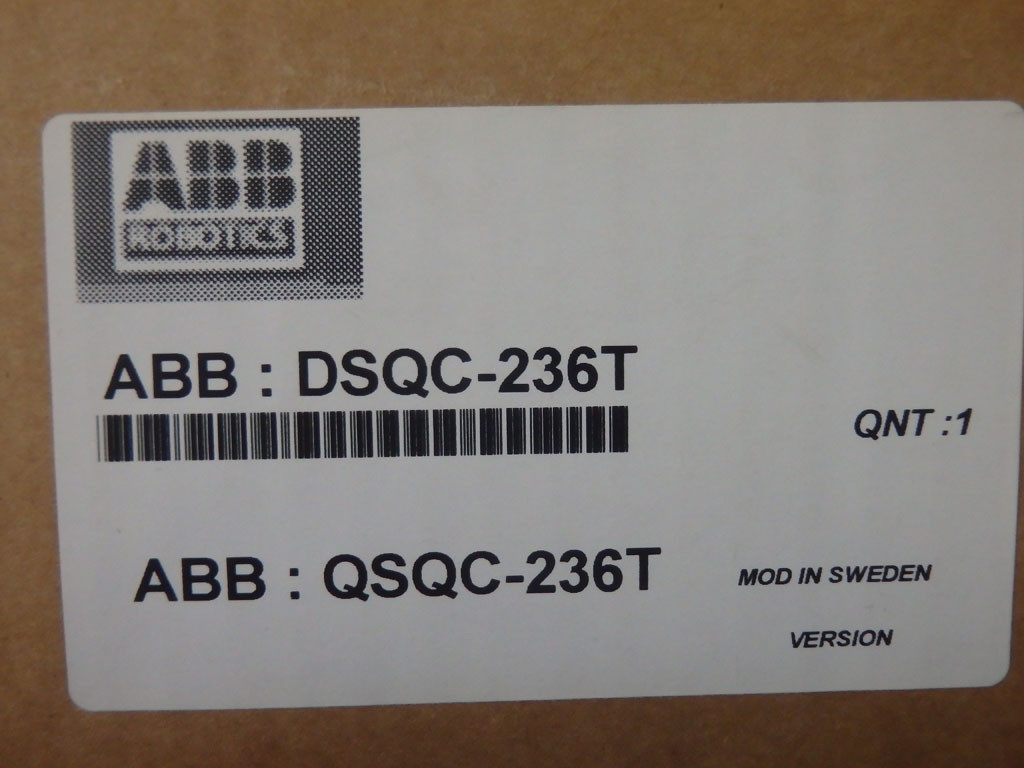 ABB
ROBOTICS
ABB : DSQC-236T
QNT :1
ABB : QSQC-236T
MOD IN SWEDEN
VERSION